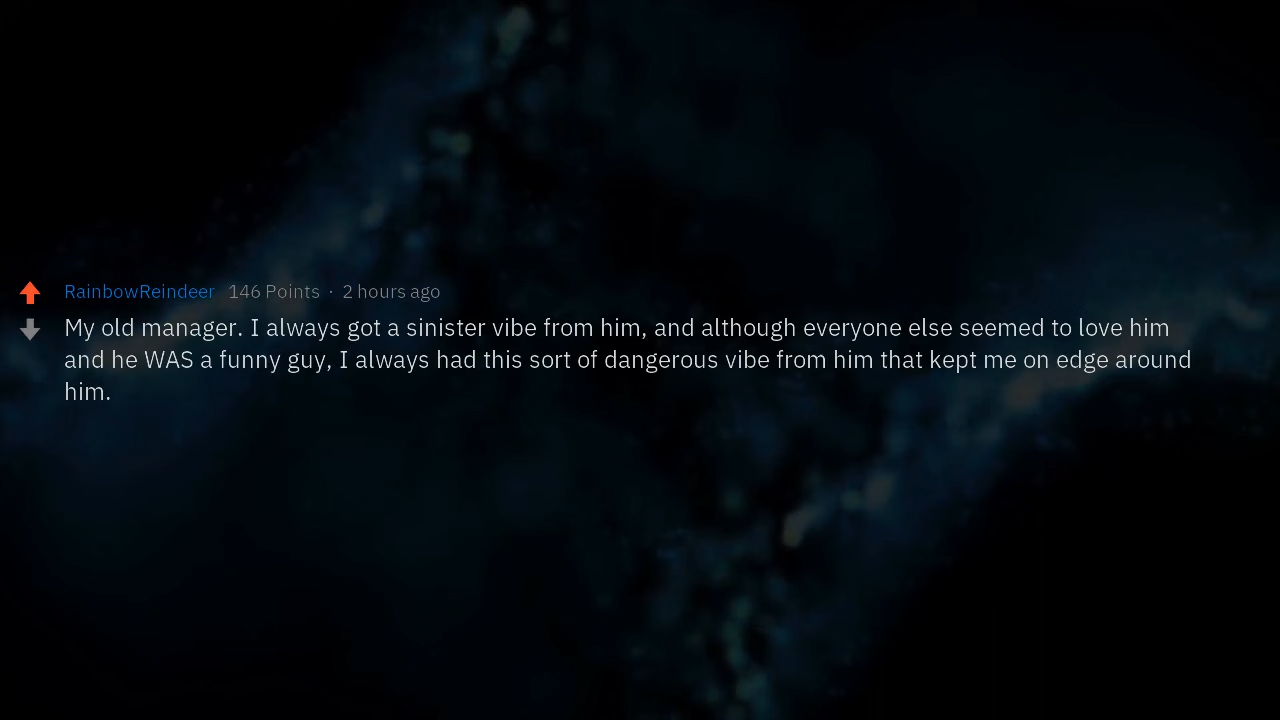 RainbowReindeer 146 Points · 2 hours ago
My old manager. I always got a sinister vibe from him, and although everyone else seemed to love him
and he WAS a funny guy, I always had this sort of dangerous vibe from him that kept me on edge around
him.